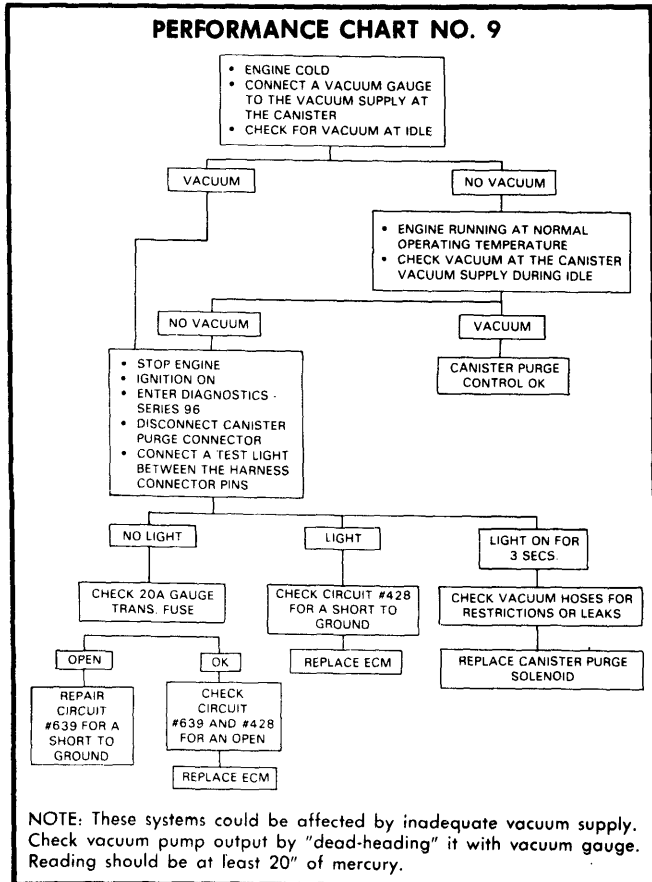 PERFORMANCE CHART NO. 9
• ENGINE COLD
• CONNECT A VACUUM GAUGE
TO THE VACUUM SUPPLY AT
THE CANISTER
• CHECK FOR VACUUM AT IDLE
VACUUM
NO VACUUM
• ENGINE RUNNING AT NORMAL
OPERATING TEMPERATURE
• CHECK VACUUM AT THE CANISTER
VACUUM SUPPLY DURING IDLE
NO VACUUM
VACUUM
• STOP ENGINE
• IGNITION ON
• ENTER DIAGNOSTICS -
SERIES 96
• DISCONNECT CANISTER
PURGE CONNECTOR
• CONNECT A TEST LIGHT
BETWEEN THE HARNESS
CONNECTOR PINS
CANISTER PURGE
CONTROL OK
NO LIGHT
LIGHT
LIGHT ON FOR
3 SECS.
CHECK 20A GAUGE
TRANS. FUSE
CHECK CIRCUIT #428
FOR A SHORT TO
GROUND
CHECK VACUUM HOSES FOR
RESTRICTIONS OR LEAKS
OPEN
OK
REPLACE ECM
REPLACE CANISTER PURGE
SOLENOID
REPAIR
CIRCUIT
#639 FOR A
SHORT TO
GROUND
CHECK
CIRCUIT
#639 AND #428
FOR AN OPEN
REPLACE ECM
NOTE: These systems could be affected by inadequate vacuum supply.
Check vacuum pump output by "dead-heading" it with vacuum gauge.
Reading should be at least 20" of mercury.